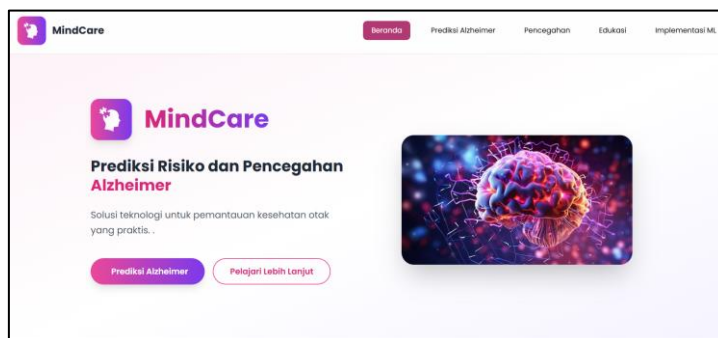 MindCare
Beranda Prediksi Alzheimer Pencegahan Edukasi Implementasi ML
MindCare
Prediksi Risiko dan Pencegahan
Alzheimer
Solusi teknologi untuk pemantauan kesehatan otak
yang praktis. .
Prediksi Alzheimer Pelajari Lebih Lanjut